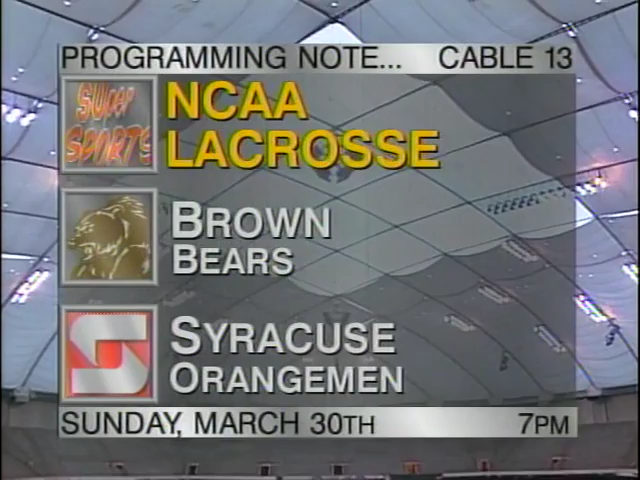 PROGRAMMING NOTE... CABLE 13
SUPER
SPORTS
NCAA
LACROSSE
BROWN
BEARS
S
SYRACUSE
ORANGEMEN
SUNDAY, MARCH 30TH 7PM